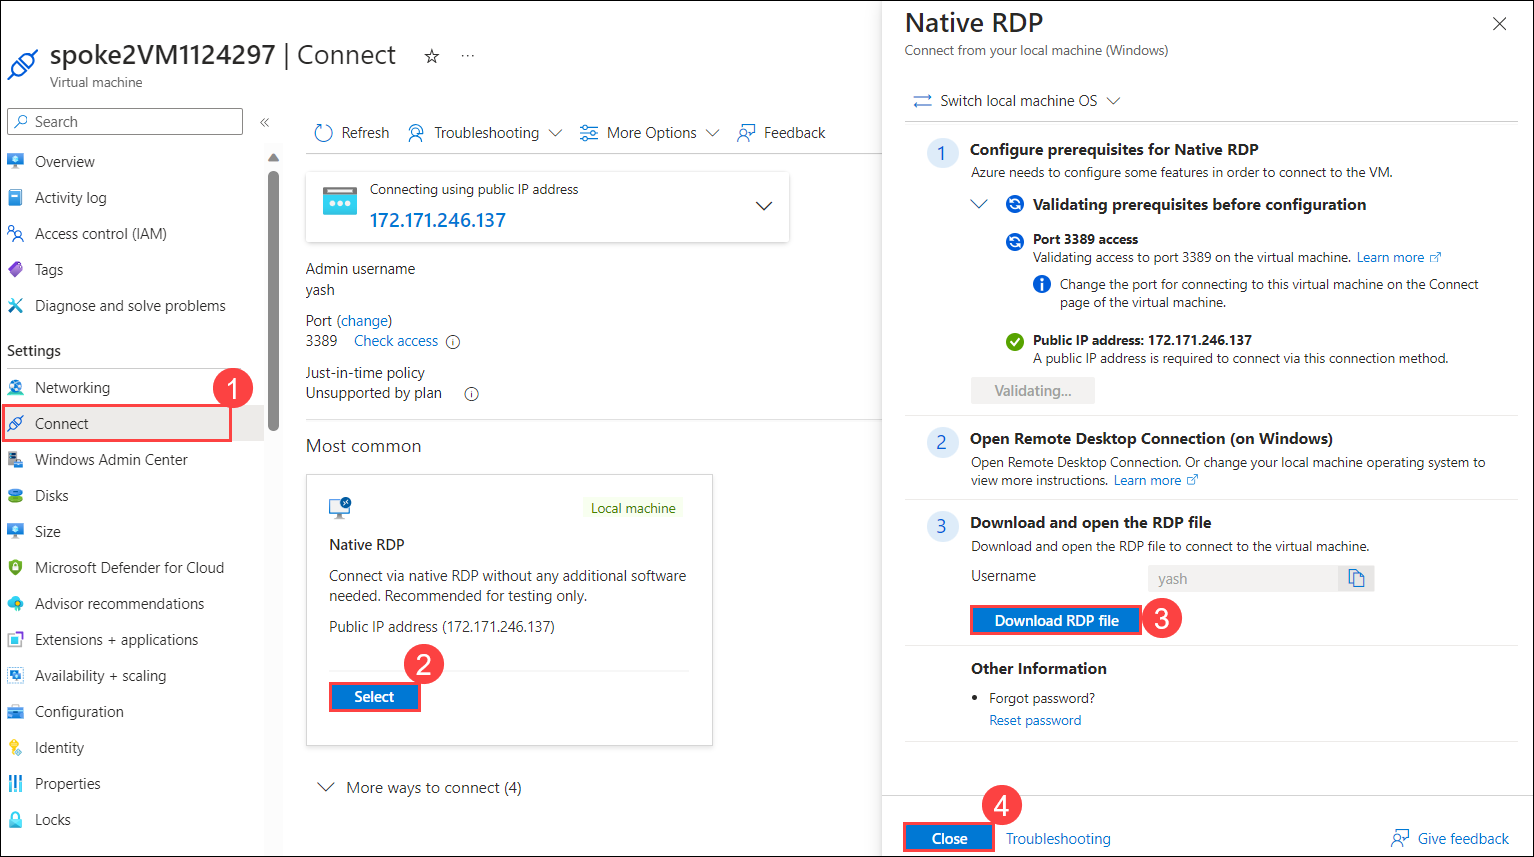 spoke2VM1124297 | Connect
Virtual machine
Search
Overview
Activity log
Access control (IAM)
Tags
Diagnose and solve problems
Settings
Networking
1
Connect
Windows Admin Center
Disks
Size
Microsoft Defender for Cloud
Advisor recommendations
Extensions + applications
Availability + scaling
Configuration
Identity
Properties
Locks
Refresh
Troubleshooting
More Options
Feedback
Connecting using public IP address
172.171.246.137
Admin username
yash
Port (change)
3389 Check access
Just-in-time policy
Unsupported by plan
Most common
Local machine
Native RDP
Connect via native RDP without any additional software
needed. Recommended for testing only.
Public IP address (172.171.246.137)
2
Select
More ways to connect (4)
Native RDP
Connect from your local machine (Windows)
Switch local machine OS
1 Configure prerequisites for Native RDP
Azure needs to configure some features in order to connect to the VM.
Validating prerequisites before configuration
Port 3389 access
Validating access to port 3389 on the virtual machine. Learn more
Change the port for connecting to this virtual machine on the Connect
page of the virtual machine.
Public IP address: 172.171.246.137
A public IP address is required to connect via this connection method.
Validating...
2 Open Remote Desktop Connection (on Windows)
Open Remote Desktop Connection. Or change your local machine operating system to
view more instructions. Learn more
3 Download and open the RDP file
Download and open the RDP file to connect to the virtual machine.
Username yash
Download RDP file 3
Other Information
• Forgot password?
Reset password
4
Close Troubleshooting Give feedback